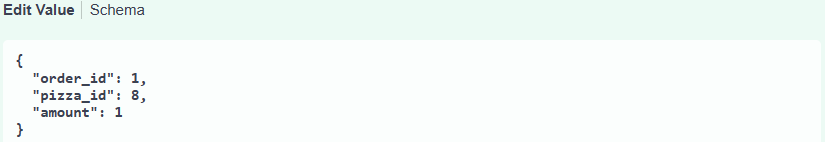 Edit Value Schema
{
  "order_id": 1,
  "pizza_id": 8,
  "amount": 1
}